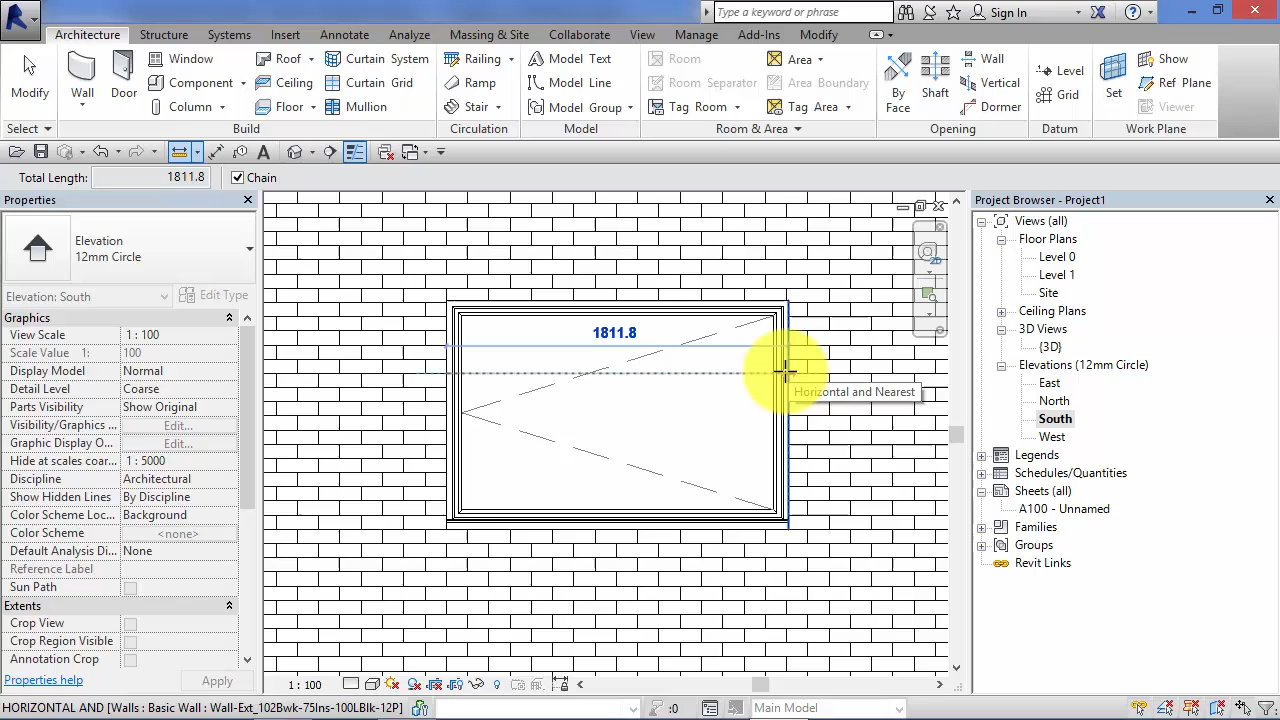 Type a keyword or phrase
Sign In
Architecture Structure Systems Insert Annotate Analyze Massing & Site Collaborate View Manage Add-Ins Modify
Modify
Select
Wall
Door
Window
Component
Column
Roof
Ceiling
Floor
Curtain System
Curtain Grid
Mullion
Build
Railing
Ramp
Stair
Circulation
Model Text
Model Line
Model Group
Model
Room
Room Separator
Tag Room
Area
Area Boundary
Tag Area
Room & Area
By Face
Shaft
Wall
Vertical
Dormer
Opening
Level
Grid
Datum
Set
Show
Ref Plane
Viewer
Work Plane
Total Length: 1811.8 Chain
Properties
Elevation
12mm Circle
Elevation: South Edit Type
Graphics
View Scale 1 : 100
Scale Value 1: 100
Display Model Normal
Detail Level Coarse
Parts Visibility Show Original
Visibility/Graphics ... Edit...
Graphic Display O... Edit...
Hide at scales coar... 1 : 5000
Discipline Architectural
Show Hidden Lines By Discipline
Color Scheme Loc... Background
Color Scheme <none>
Default Analysis Di... None
Reference Label
Sun Path
Extents
Crop View
Crop Region Visible
Annotation Crop
Properties help Apply
1811.8
Horizontal and Nearest
Project Browser - Project1
Views (all)
Floor Plans
Level 0
Level 1
Site
Ceiling Plans
3D Views
{3D}
Elevations (12mm Circle)
East
North
South
West
Legends
Schedules/Quantities
Sheets (all)
A100 - Unnamed
Families
Groups
Revit Links
1 : 100
HORIZONTAL AND [Walls : Basic Wall : Wall-Ext_102Bwk-75Ins-100LBlk-12P]
:0
Main Model